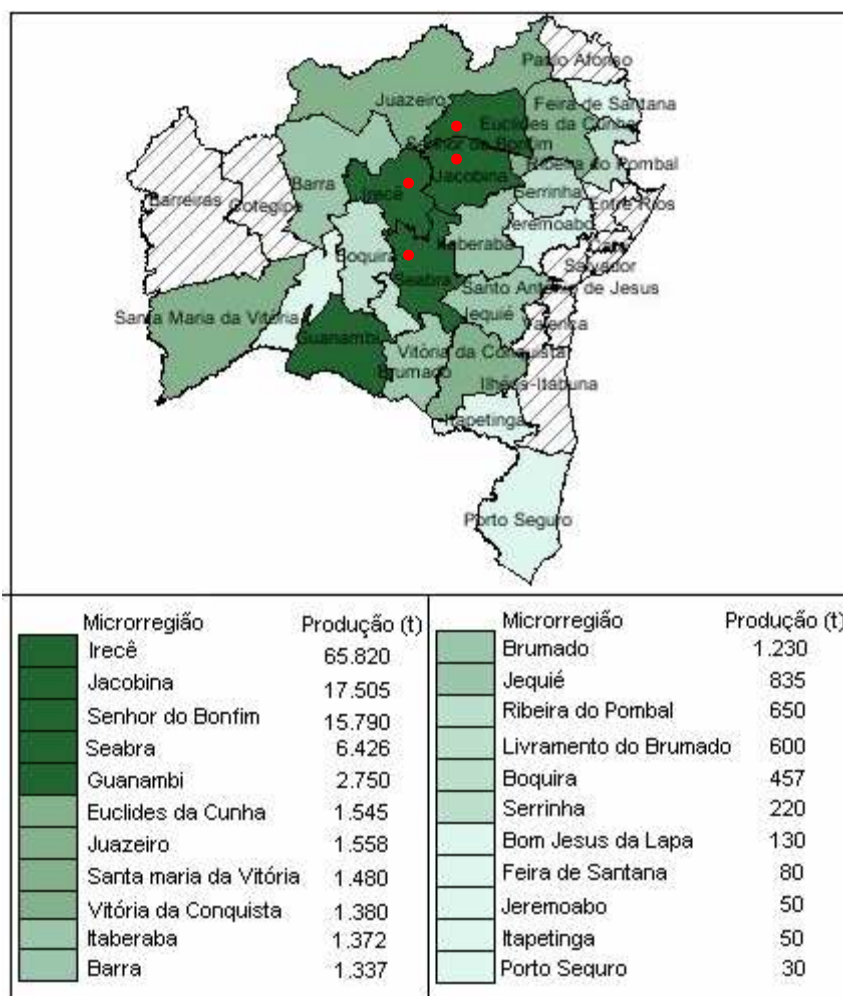 Paulo Afonso
Juazeiro
Feira de Santana
Euclides da Cunha
Senhor do Bonfim
Ribeira do Pombal
Jacobina
Barra
Irecê
Serrinha
Barreiras
Cotegipe
Entre Rios
Jeremoabo
Itaberaba
Catu
Boquira
Salvador
Seabra
Santo Antônio de Jesus
Santa Maria da Vitória
Jequié
Valença
Guanambi
Vitória da Conquista
Brumado
Ilhéus-Itabuna
Itapetinga
Porto Seguro
Microrregião Produção (t)
Irecê 65.820
Jacobina 17.505
Senhor do Bonfim 15.790
Seabra 6.426
Guanambi 2.750
Euclides da Cunha 1.545
Juazeiro 1.558
Santa maria da Vitória 1.480
Vitória da Conquista 1.380
Itaberaba 1.372
Barra 1.337
Microrregião Produção (t)
Brumado 1.230
Jequié 835
Ribeira do Pombal 650
Livramento do Brumado 600
Boquira 457
Serrinha 220
Bom Jesus da Lapa 130
Feira de Santana 80
Jeremoabo 50
Itapetinga 50
Porto Seguro 30